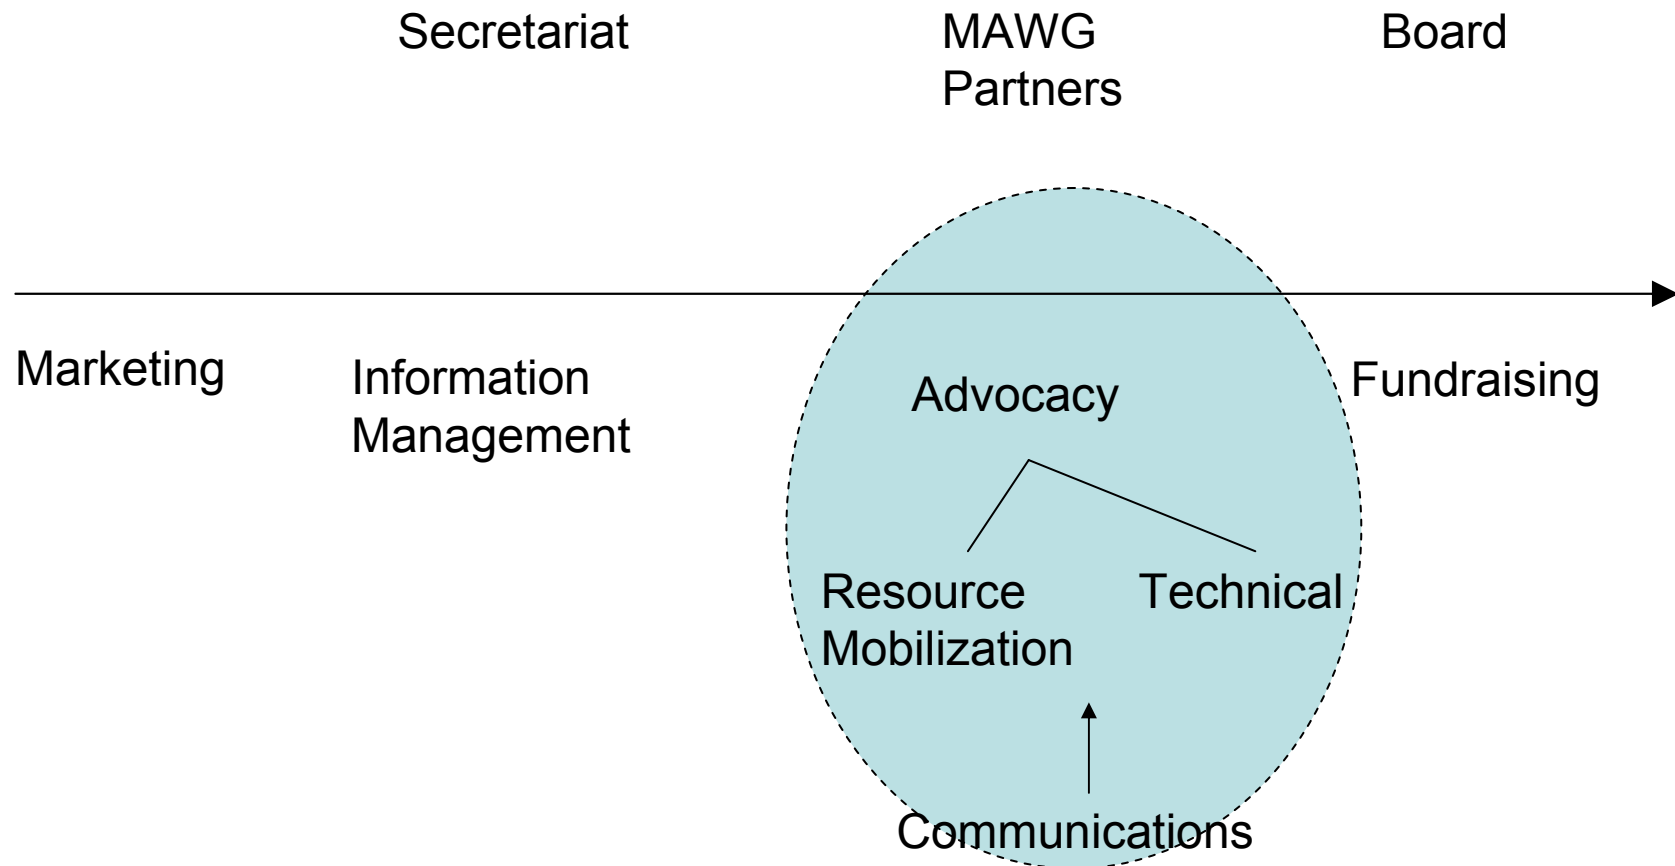 Secretariat
MAWG
Partners
Board
Marketing
Information
Management
Advocacy
Fundraising
Resource
Mobilization
Technical
Communications